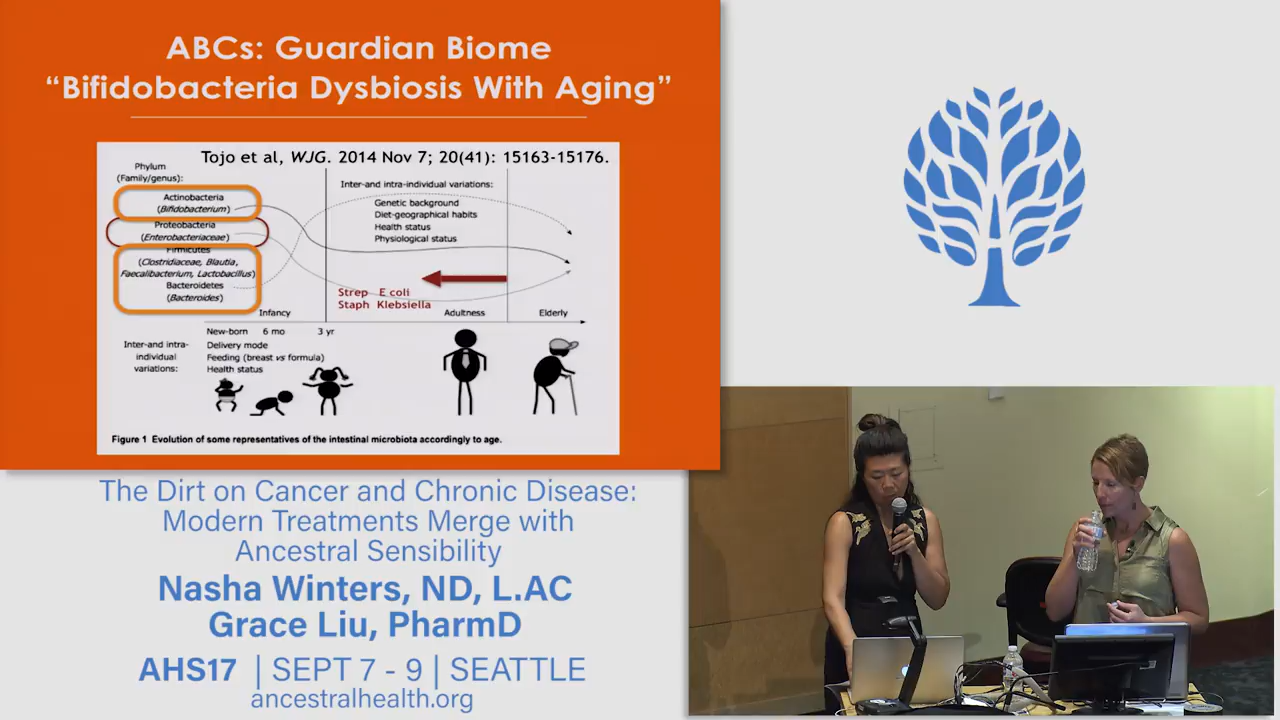 ABCs: Guardian Biome
“Bifidobacteria Dysbiosis With Aging”
Tojo et al, WJG. 2014 Nov 7; 20(41): 15163-15176.
Phylum
(Family/genus):
Actinobacteria
(Bifidobacterium)
Proteobacteria
(Enterobacteriaceae)
Firmicutes
(Clostridiaceae, Blautia,
Faecalibacterium, Lactobacillus)
Bacteroidetes
(Bacteroides)
Inter-and intra-individual variations:
Genetic background
Diet-geographical habits
Health status
Physiological status
Strep E coli
Staph Klebsiella
Infancy
Adultness
Elderly
New-born 6 mo 3 yr
Inter-and intra-
individual
variations:
Delivery mode
Feeding (breast vs formula)
Health status
Figure 1 Evolution of some representatives of the intestinal microbiota accordingly to age.
The Dirt on Cancer and Chronic Disease:
Modern Treatments Merge with
Ancestral Sensibility
Nasha Winters, ND, L.AC
Grace Liu, PharmD
AHS17 | SEPT 7 - 9 | SEATTLE
ancestralhealth.org